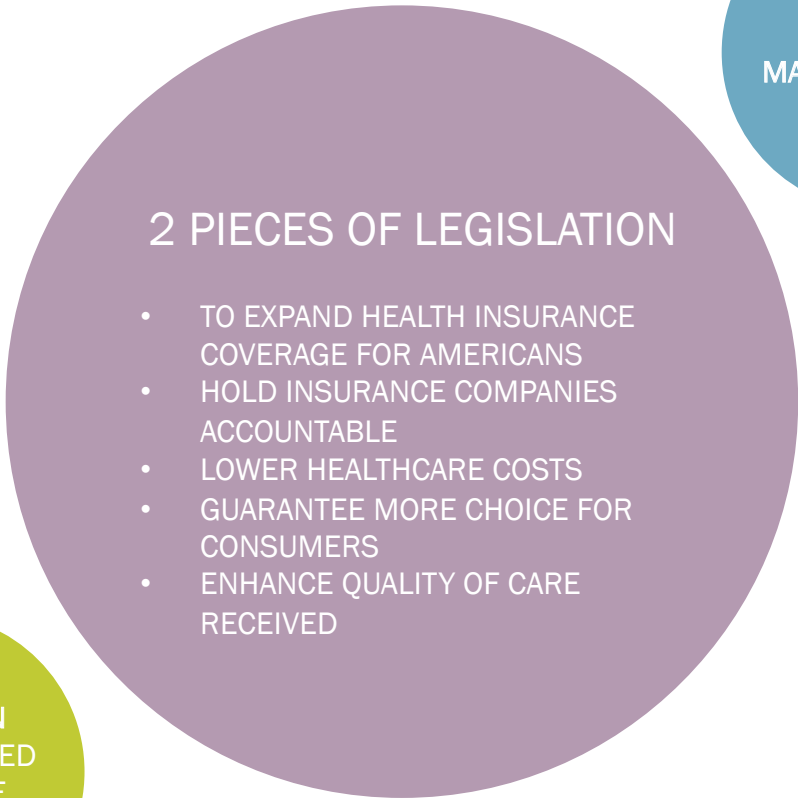 MA
2 PIECES OF LEGISLATION
• TO EXPAND HEALTH INSURANCE
COVERAGE FOR AMERICANS
• HOLD INSURANCE COMPANIES
ACCOUNTABLE
• LOWER HEALTHCARE COSTS
• GUARANTEE MORE CHOICE FOR
CONSUMERS
• ENHANCE QUALITY OF CARE
RECEIVED
N
ED